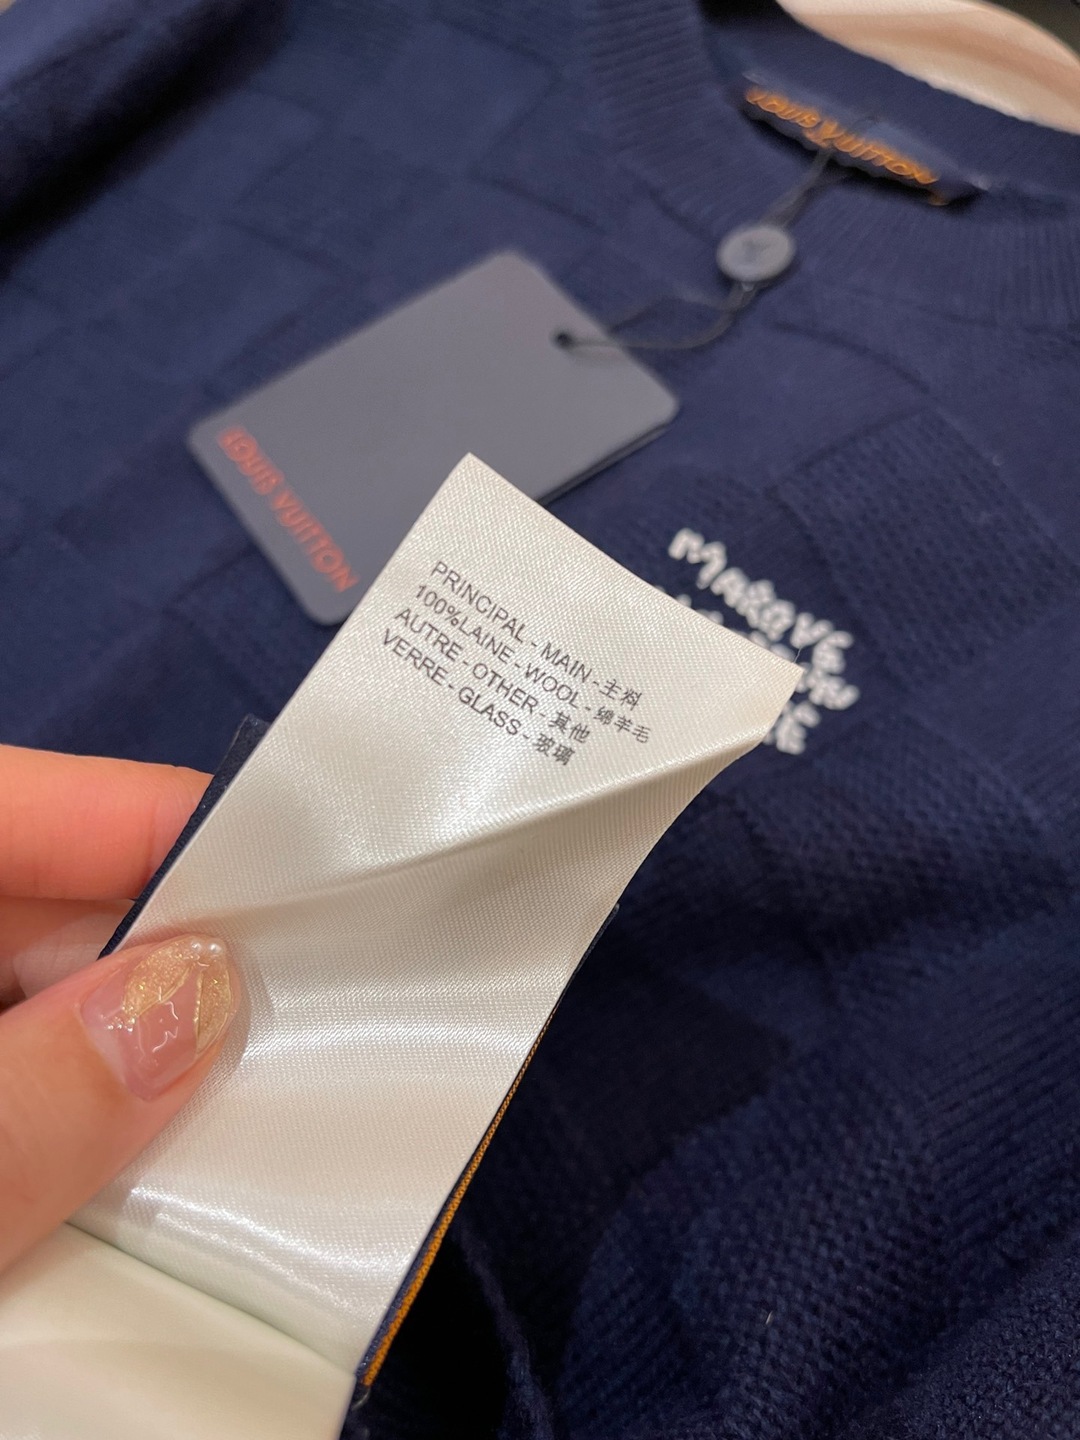 LOUIS VUITTON
LOUIS VUITTON
MARQUE
PRINCIPAL - MAIN - 主料
100%LAINE - WOOL - 绵羊毛
AUTRE - OTHER - 其他
VERRE - GLASS - 玻璃